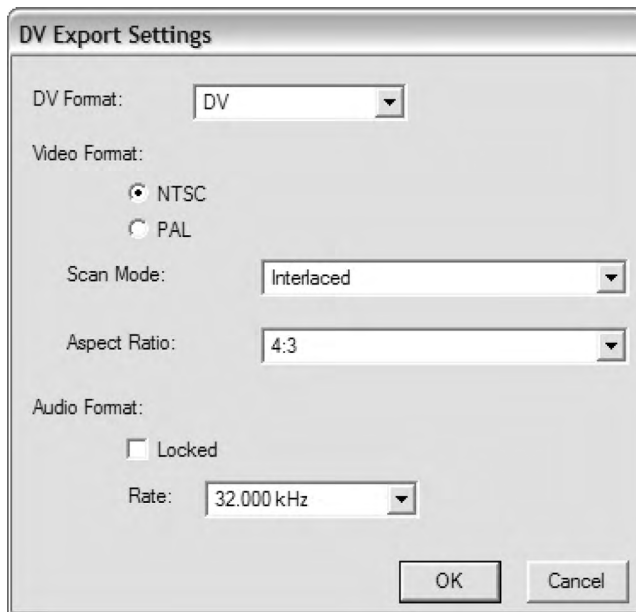 DV Export Settings
DV Format: DV
Video Format:
NTSC
PAL
Scan Mode: Interlaced
Aspect Ratio: 4:3
Audio Format:
Locked
Rate: 32.000 kHz
OK Cancel